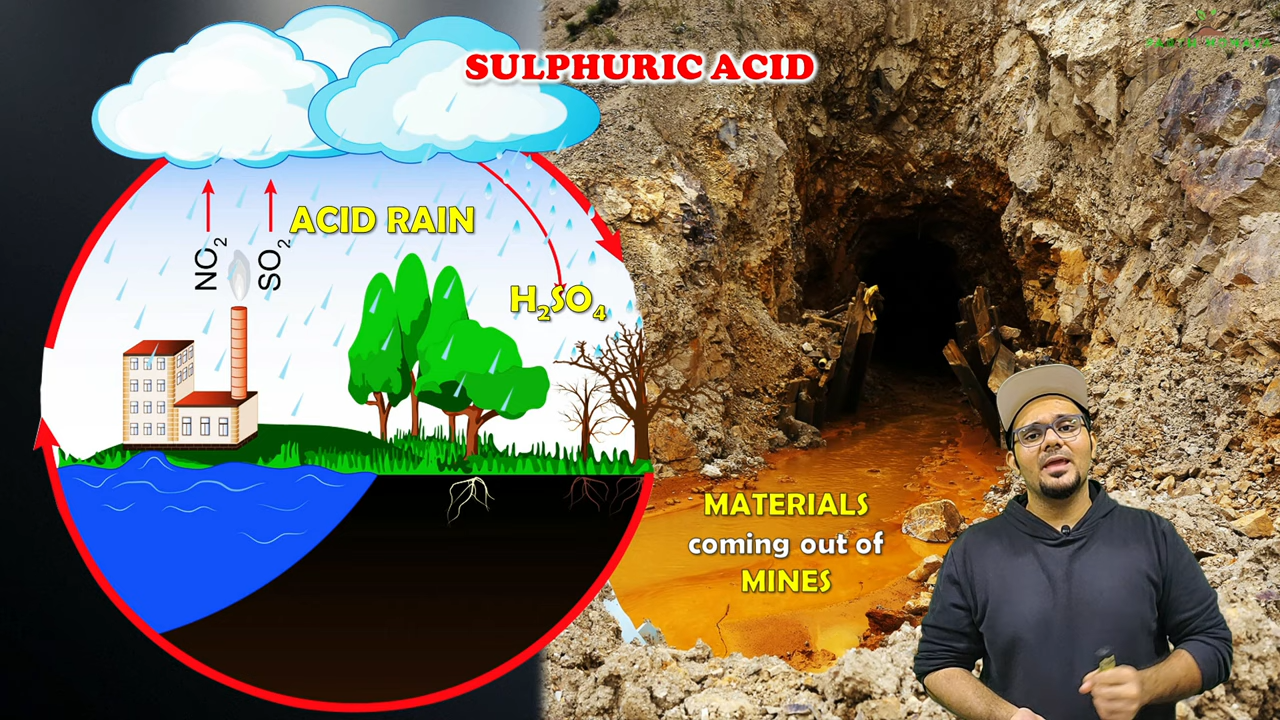 SULPHURIC ACID
ACID RAIN
NO2
SO2
H2SO4
MATERIALS
coming out of
MINES